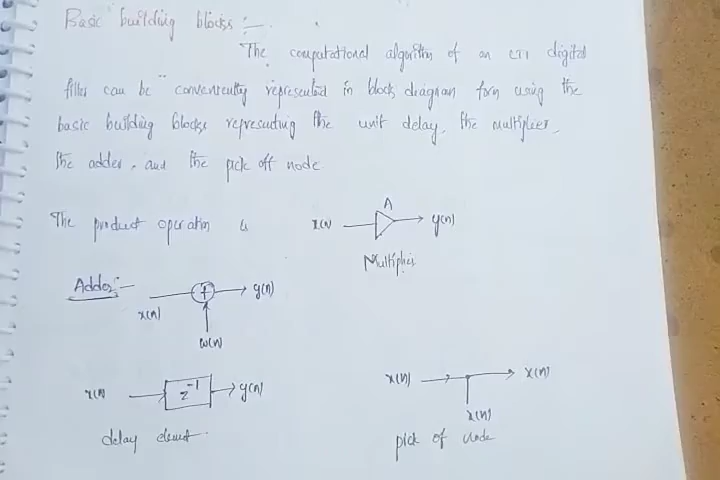 Basic building blocks :-
The computational algorithm of an LTI digital
filter can be conveniently represented in block diagram form using the
basic building blocks representing the unit delay, the multiplier,
the adder, and the pick off node
The product operation is
x(n) A y(n)
Multiplier
Adder:-
x(n) + y(n)
w(n)
x(n) z⁻¹ y(n)
delay element
x(n) x(n)
x(n)
pick of node